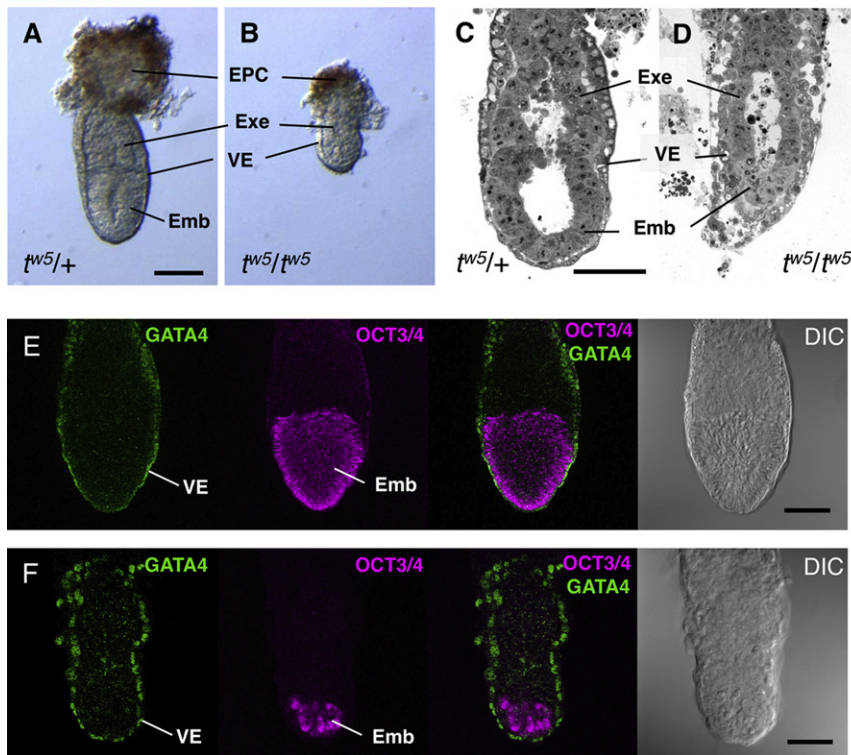 A
B
C
D
EPC
Exe
VE
Emb
t^w5/+
t^w5/t^w5
Exe
VE
Emb
t^w5/+
t^w5/t^w5
E
GATA4
OCT3/4
OCT3/4
GATA4
DIC
VE
Emb
F
GATA4
OCT3/4
OCT3/4
GATA4
DIC
VE
Emb